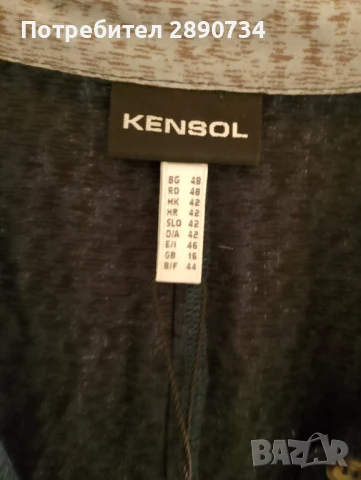 Потребител 2890734
KENSOL
BG 48
RO 48
MK 42
HR 42
SLO 42
D/A 42
E/I 46
GB 16
B/F 44
BAZAR